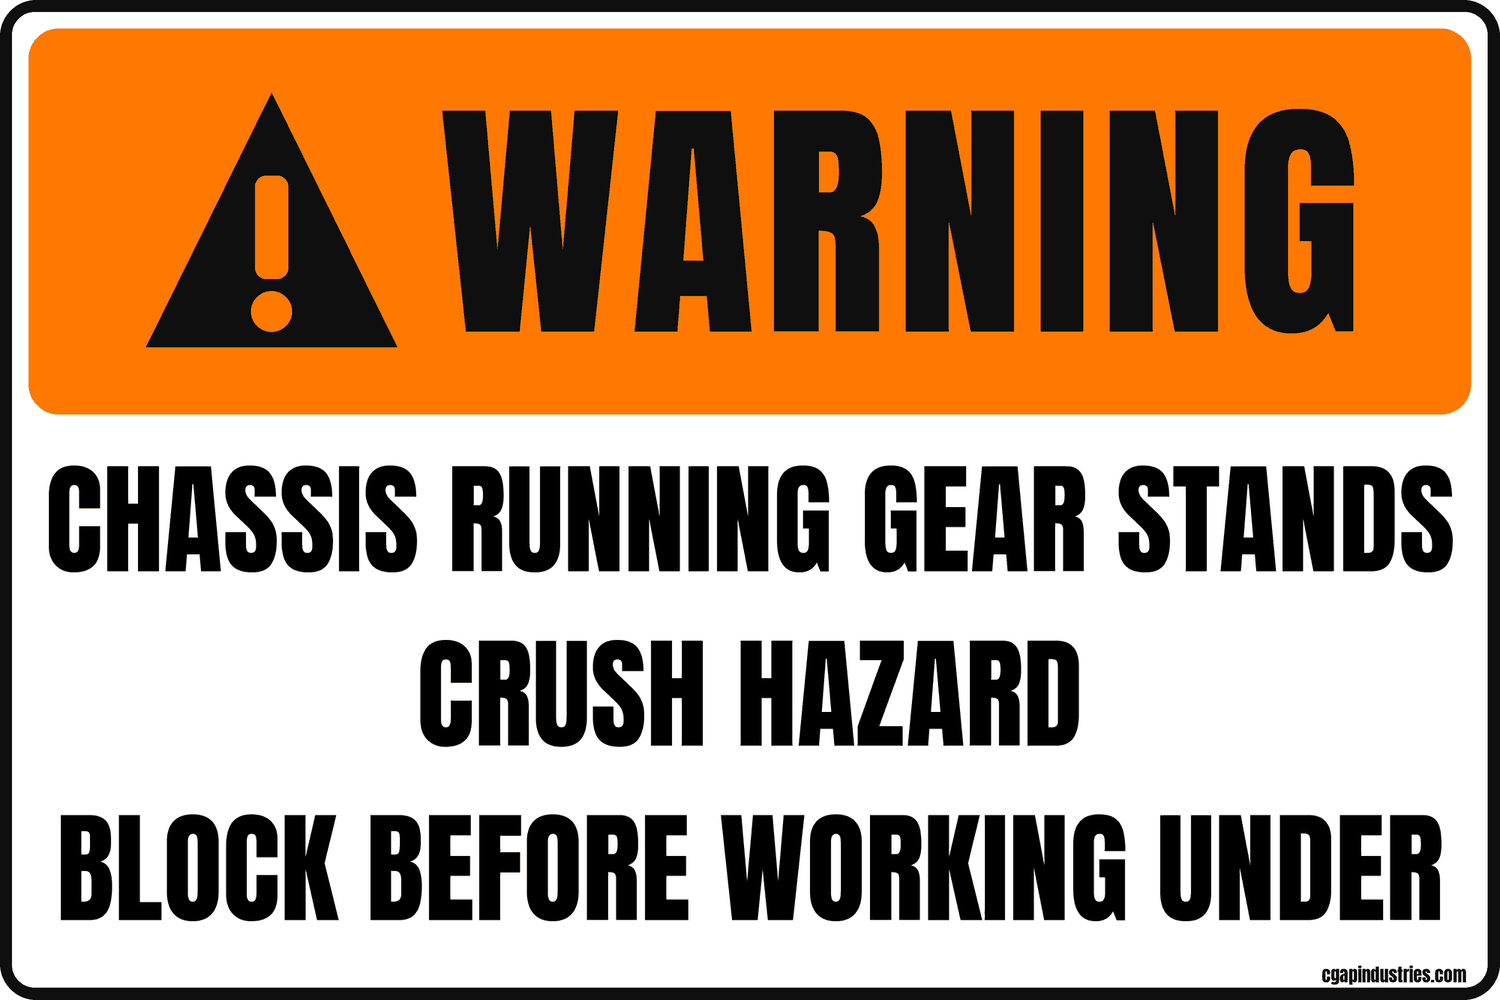 WARNING
CHASSIS RUNNING GEAR STANDS
CRUSH HAZARD
BLOCK BEFORE WORKING UNDER
cgapindustries.com